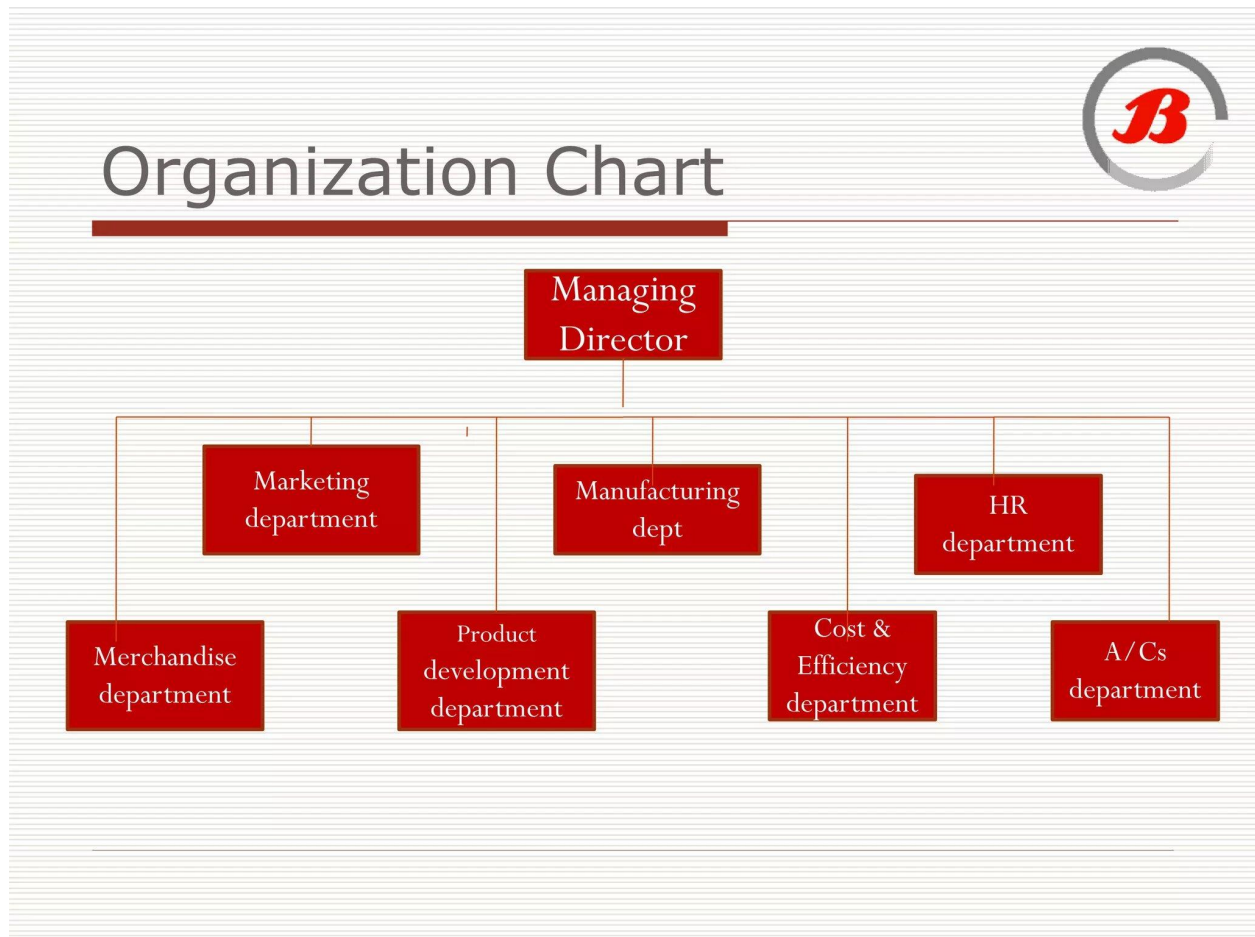 B
Organization Chart
Managing
Director
Marketing
department
Manufacturing
dept
HR
department
Merchandise
department
Product
development
department
Cost &
Efficiency
department
A/Cs
department